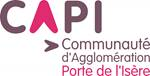 CAPI
Communauté
d'Agglomération
Porte de l'Isère